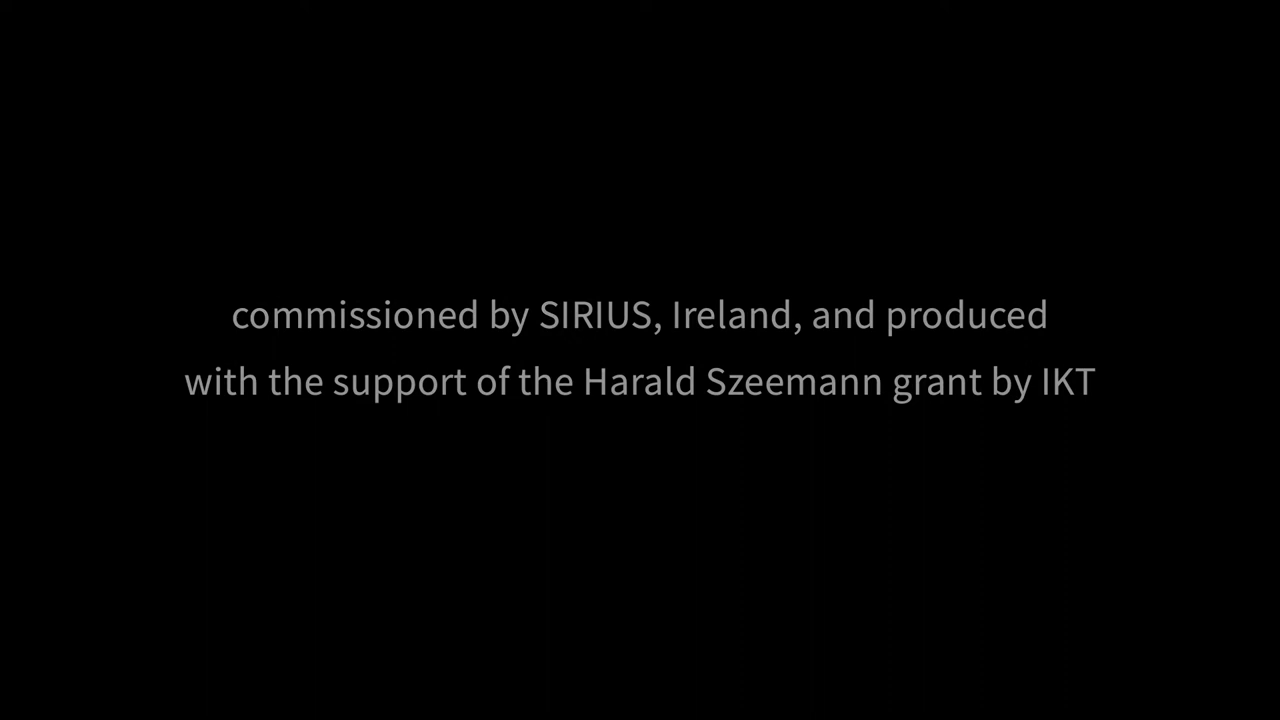 commissioned by SIRIUS, Ireland, and produced
with the support of the Harald Szeemann grant by IKT